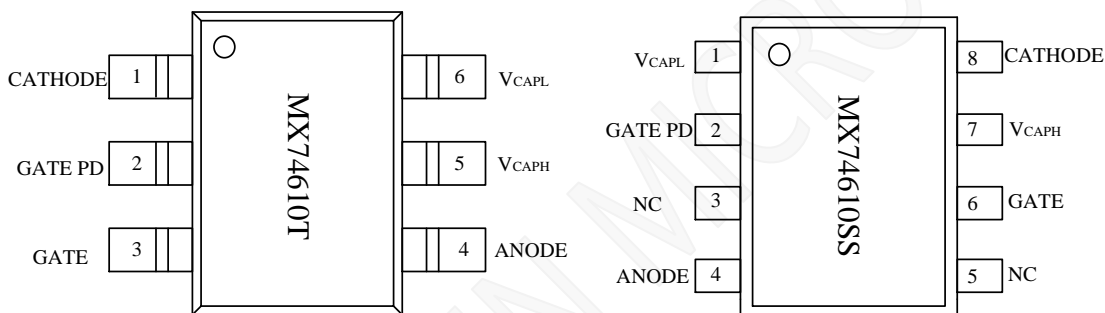 CATHODE 1 6 VCAPL
GATE PD 2 5 VCAPH
GATE 3 4 ANODE
MX74610T
VCAPL 1 8 CATHODE
GATE PD 2 7 VCAPH
NC 3 6 GATE
ANODE 4 5 NC
MX74610SS